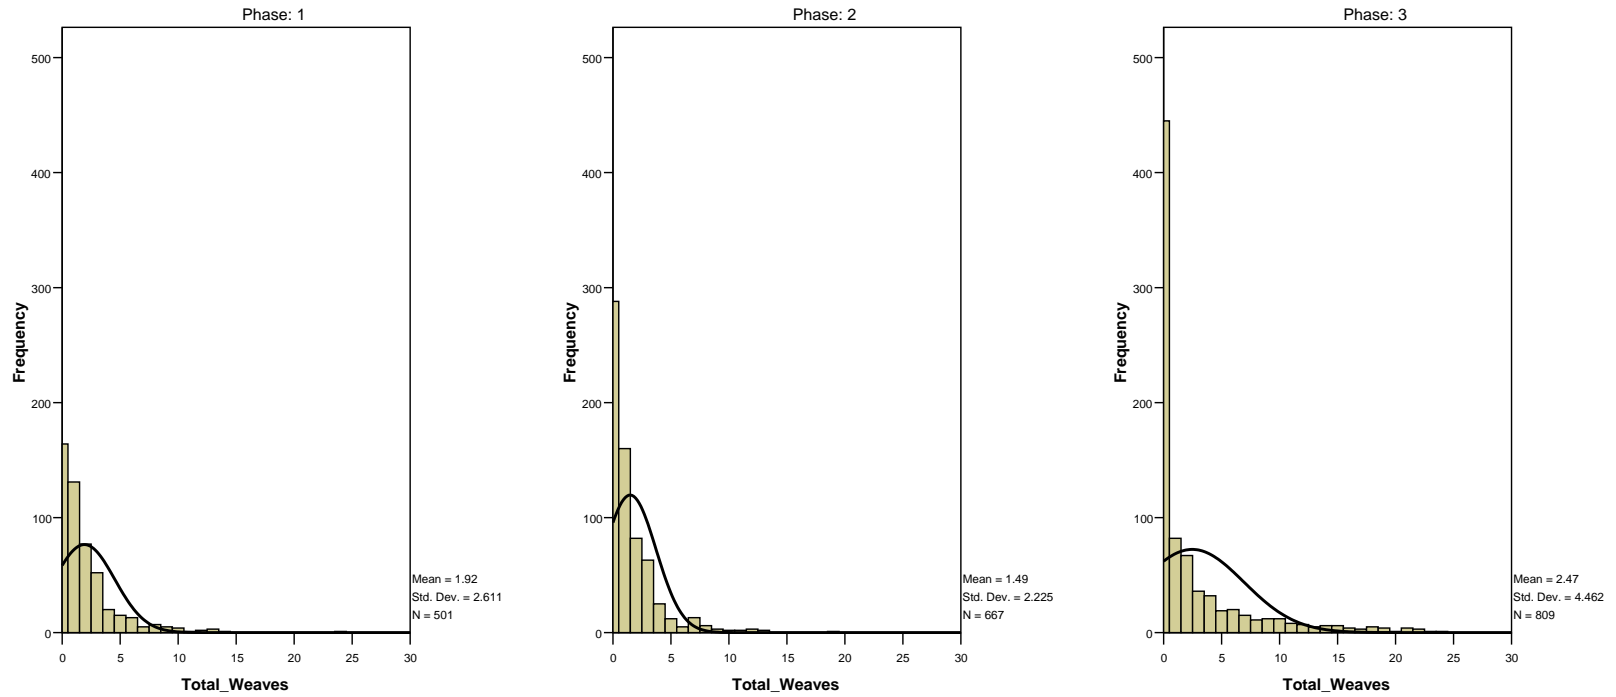 Phase: 1
500
400
300
200
100
0
Frequency
0 5 10 15 20 25 30
Total_Weaves
Mean = 1.92
Std. Dev. = 2.611
N = 501
Phase: 2
500
400
300
200
100
0
Frequency
0 5 10 15 20 25 30
Total_Weaves
Mean = 1.49
Std. Dev. = 2.225
N = 667
Phase: 3
500
400
300
200
100
0
Frequency
0 5 10 15 20 25 30
Total_Weaves
Mean = 2.47
Std. Dev. = 4.462
N = 809